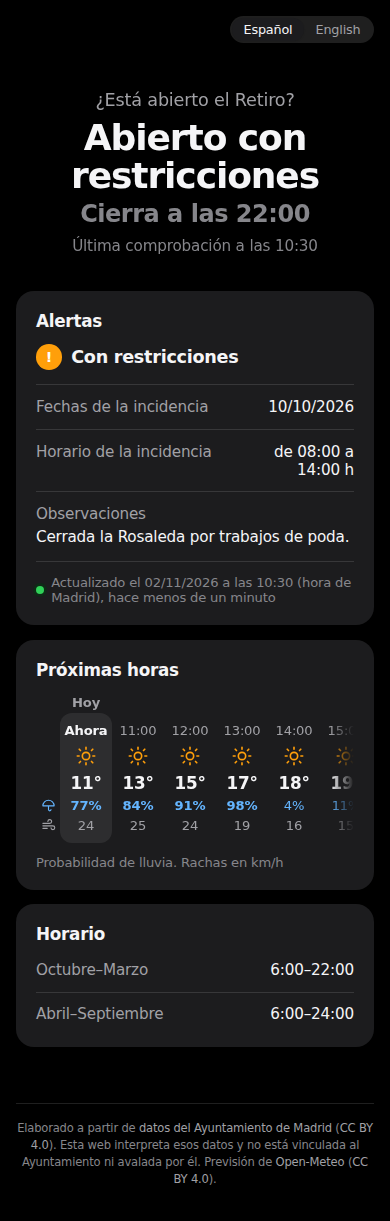 Español English
¿Está abierto el Retiro?
Abierto con
restricciones
Cierra a las 22:00
Última comprobación a las 10:30
Alertas
! Con restricciones
Fechas de la incidencia 10/10/2026
Horario de la incidencia de 08:00 a
14:00 h
Observaciones
Cerrada la Rosaleda por trabajos de poda.
Actualizado el 02/11/2026 a las 10:30 (hora de
Madrid), hace menos de un minuto
Próximas horas
Hoy
Ahora 11:00 12:00 13:00 14:00
11° 13° 15° 17° 18° 19
77% 84% 91% 98% 4% 11
24 25 24 19 16 15
Probabilidad de lluvia. Rachas en km/h
Horario
Octubre–Marzo 6:00–22:00
Abril–Septiembre 6:00–24:00
Elaborado a partir de datos del Ayuntamiento de Madrid (CC BY
4.0). Esta web interpreta esos datos y no está vinculada al
Ayuntamiento ni avalada por él. Previsión de Open-Meteo (CC
BY 4.0).